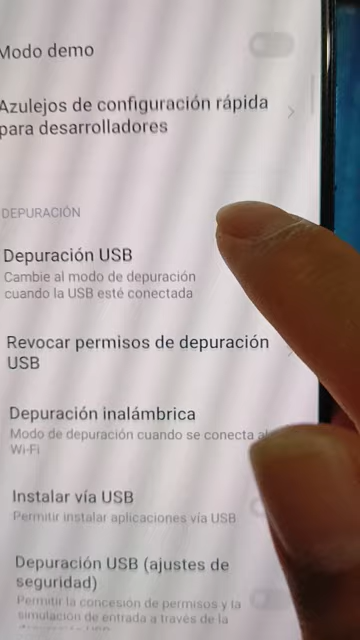 Modo demo
Azulejos de configuración rápida
para desarrolladores
DEPURACIÓN
Depuración USB
Cambie al modo de depuración
cuando la USB esté conectada
Revocar permisos de depuración
USB
Depuración inalámbrica
Modo de depuración cuando se conecta a
Wi-Fi
Instalar vía USB
Permitir instalar aplicaciones vía USB
Depuración USB (ajustes de
seguridad)
Permitir la concesión de permisos y la
simulación de entrada a través de la